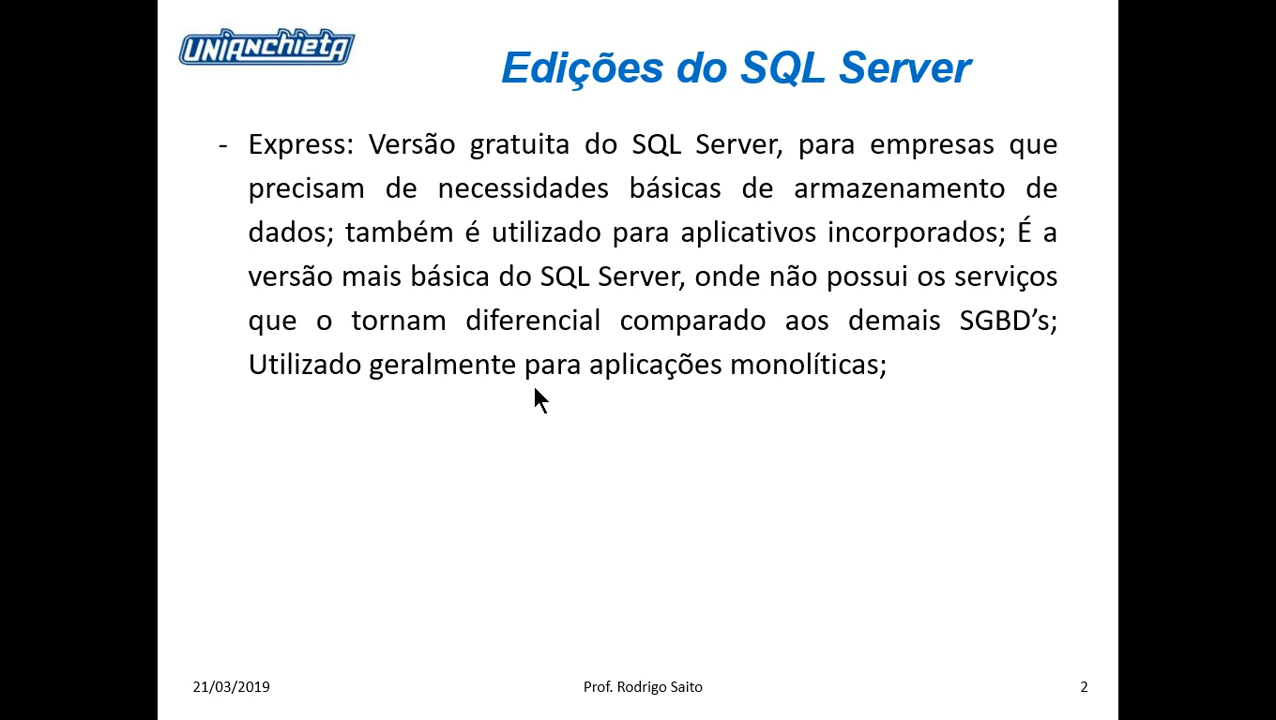 UNIANCHIETA
Edições do SQL Server
- Express: Versão gratuita do SQL Server, para empresas que
precisam de necessidades básicas de armazenamento de
dados; também é utilizado para aplicativos incorporados; É a
versão mais básica do SQL Server, onde não possui os serviços
que o tornam diferencial comparado aos demais SGBD’s;
Utilizado geralmente para aplicações monolíticas;
21/03/2019
Prof. Rodrigo Saito
2